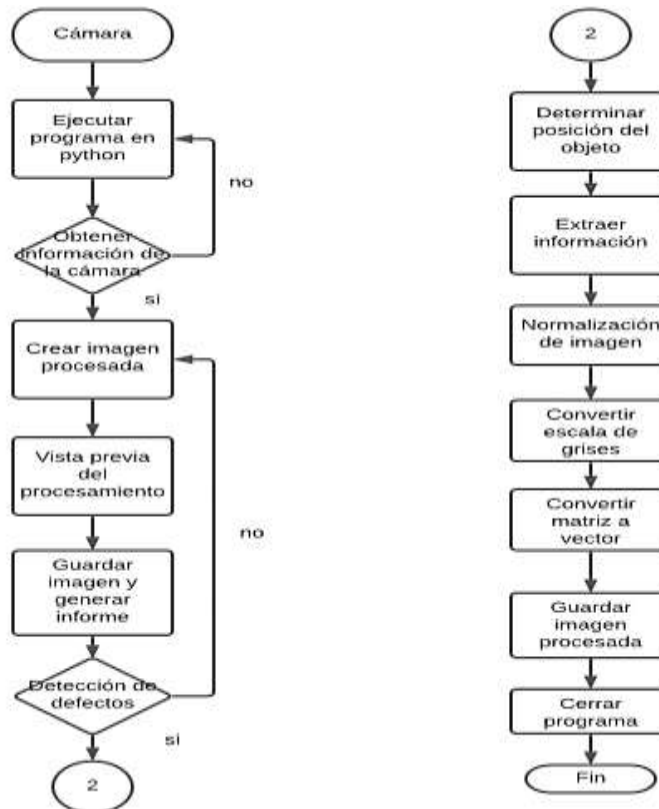 Cámara
Ejecutar
programa en
python
no
Obtener
información de
la cámara
si
Crear imagen
procesada
Vista previa
del
procesamiento
no
Guardar
imagen y
generar
informe
Detección de
defectos
si
2
2
Determinar
posición del
objeto
Extraer
información
Normalización
de imagen
Convertir
escala de
grises
Convertir
matriz a
vector
Guardar
imagen
procesada
Cerrar
programa
Fin